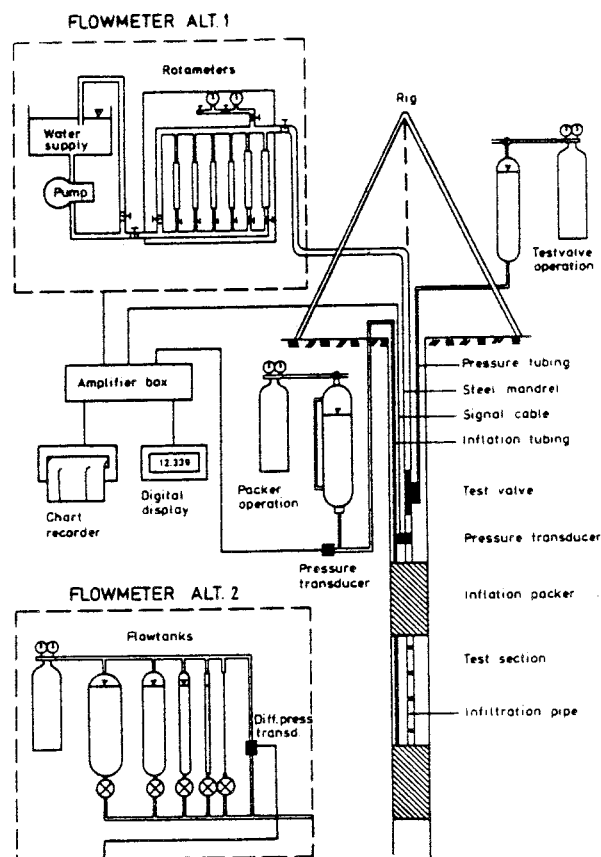 FLOWMETER ALT. 1
Rotameters
Water
supply
Pump
Rig
Testvalve
operation
Amplifier box
Chart
recorder
12.339
Digital
display
Packer
operation
Pressure
transducer
Pressure tubing
Steel mandrel
Signal cable
Inflation tubing
Test valve
Pressure transducer
Inflation packer
Test section
Infiltration pipe
FLOWMETER ALT. 2
Flowtanks
Diff.press
transd.